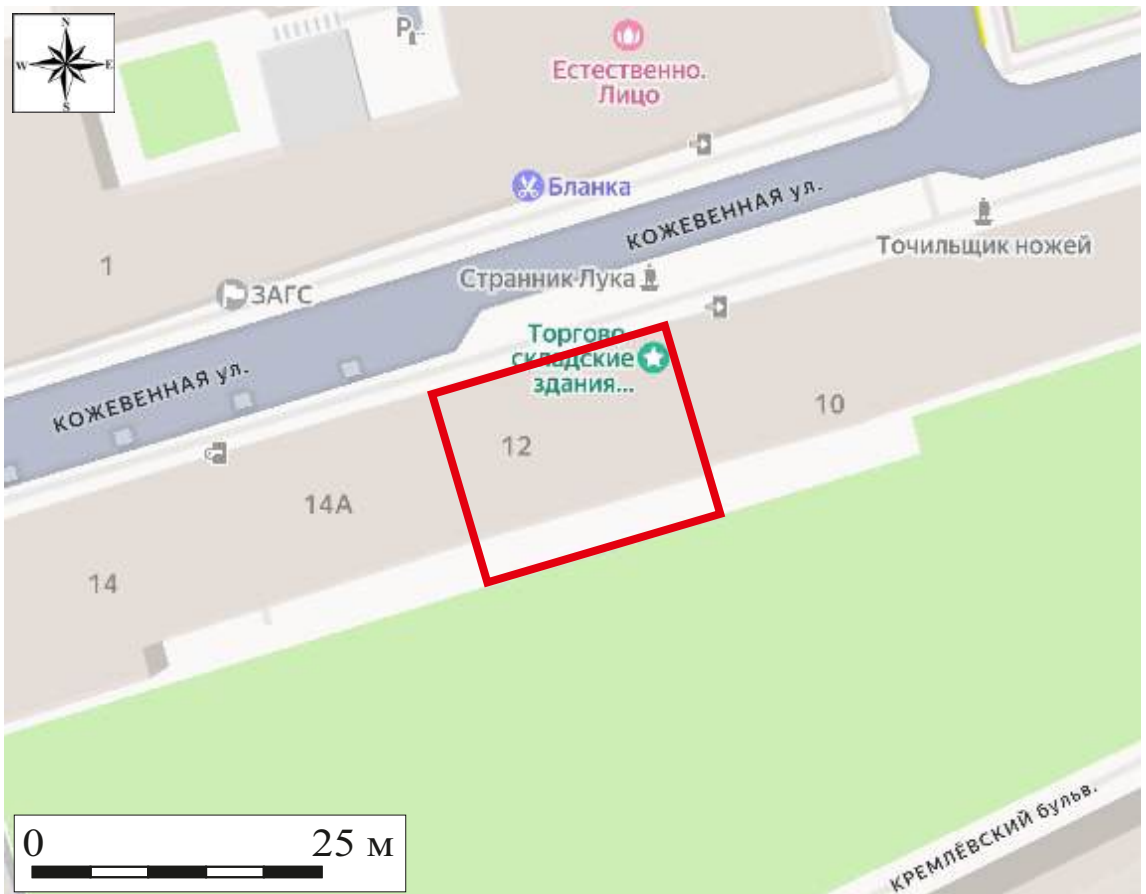 N
W
E
S
P
Естественно.
Лицо
Бланка
КОЖЕВЕННАЯ ул.
Точильщик ножей
1
Странник Лука
ЗАГС
Торгово
складские
здания...
КОЖЕВЕННАЯ ул.
10
12
14А
14
0 25 м
КРЕМЛЁВСКИЙ бульв.